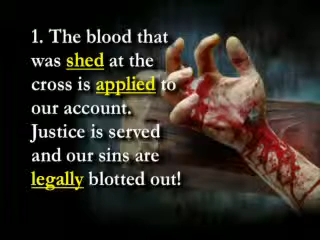 1. The blood that
was shed at the
cross is applied to
our account.
Justice is served
and our sins are
legally blotted out!